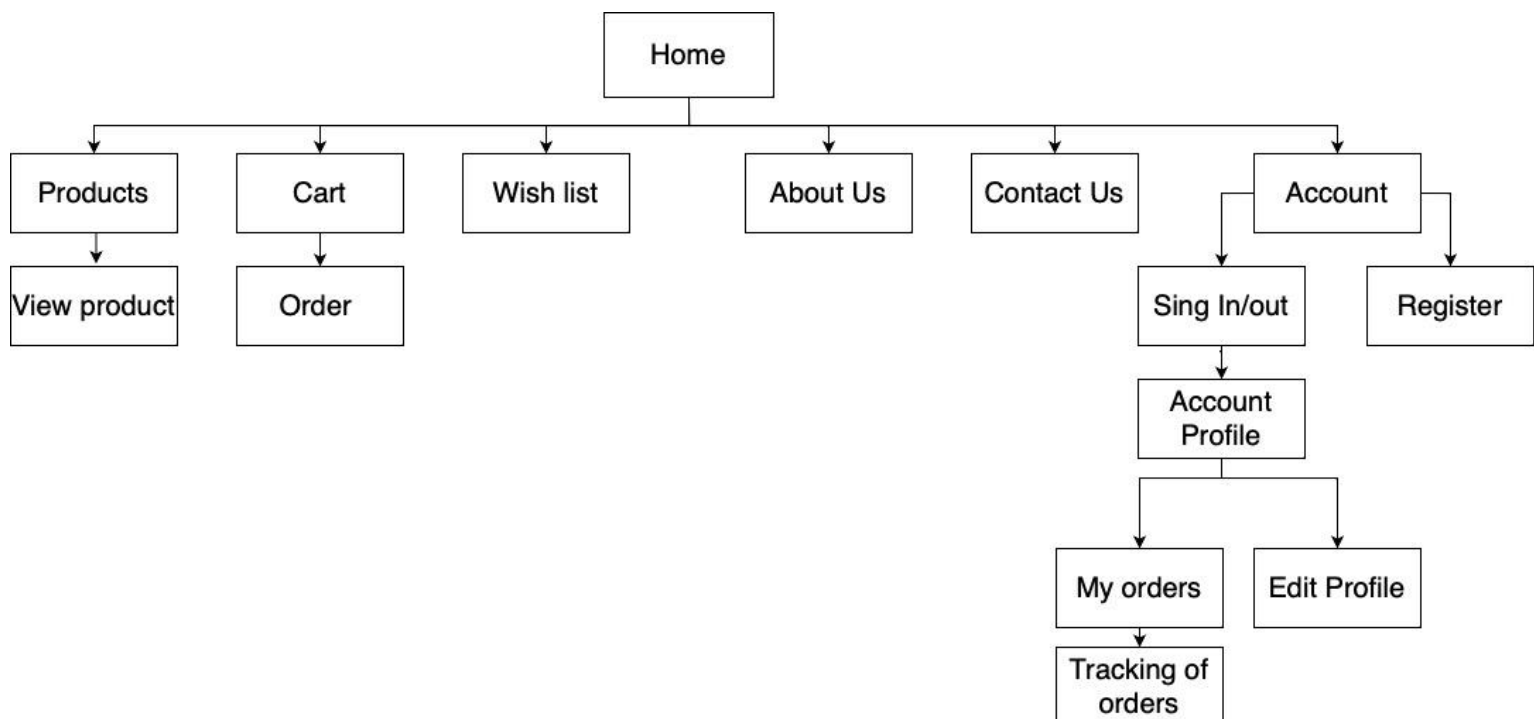 Home
Products
Cart
Wish list
About Us
Contact Us
Account
View product
Order
Sing In/out
Register
Account
Profile
My orders
Edit Profile
Tracking of
orders